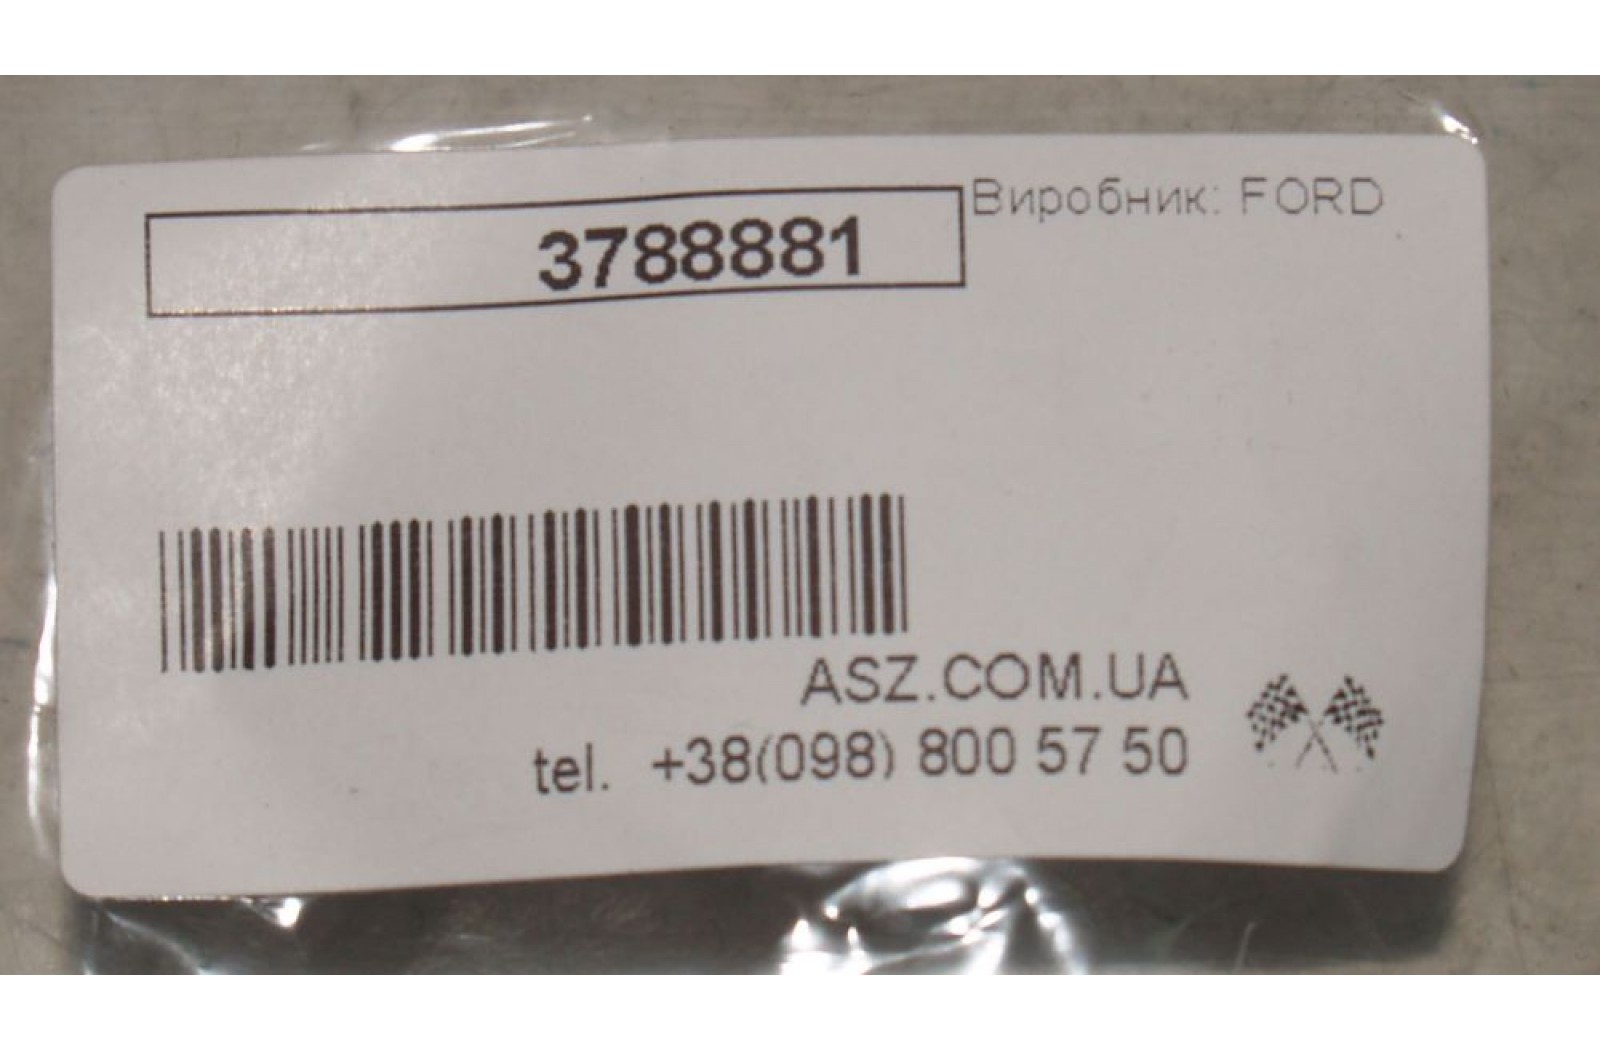 3788881
Виробник: FORD
ASZ.COM.UA
tel. +38(098) 800 57 50